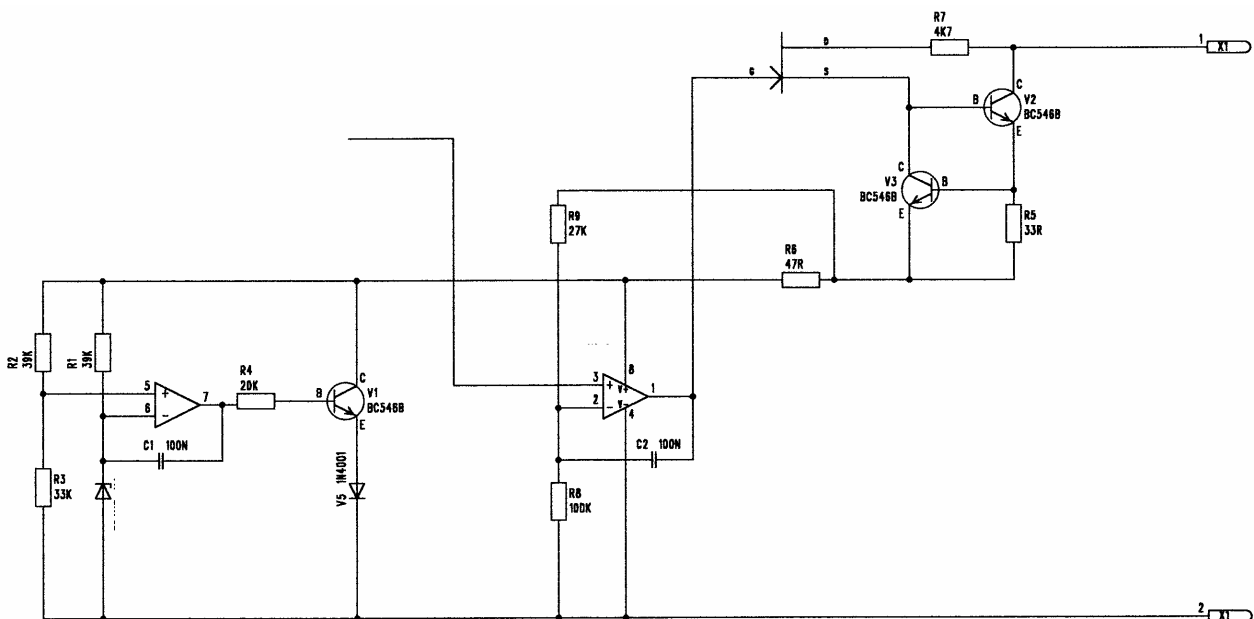 R7
4K7
D
1
X1
G
S
C
B
V2
BC546B
E
C
V3
B
BC546B
E
R5
33R
R9
27K
R6
47R
R2
39K
R1
39K
R4
20K
5
+
6
-
7
B
C
V1
BC546B
E
3
+
2
-
8
V+
V-
4
1
C1 100N
C2 100N
R3
33K
V5 1N4001
R8
100K
2
X1